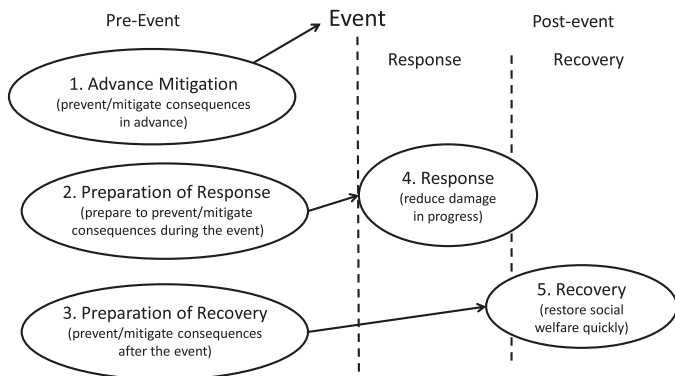 Pre-Event
Event
Post-event
Response
Recovery
1. Advance Mitigation
(prevent/mitigate consequences
in advance)
2. Preparation of Response
(prepare to prevent/mitigate
consequences during the event)
4. Response
(reduce damage
in progress)
3. Preparation of Recovery
(prevent/mitigate consequences
after the event)
5. Recovery
(restore social
welfare quickly)